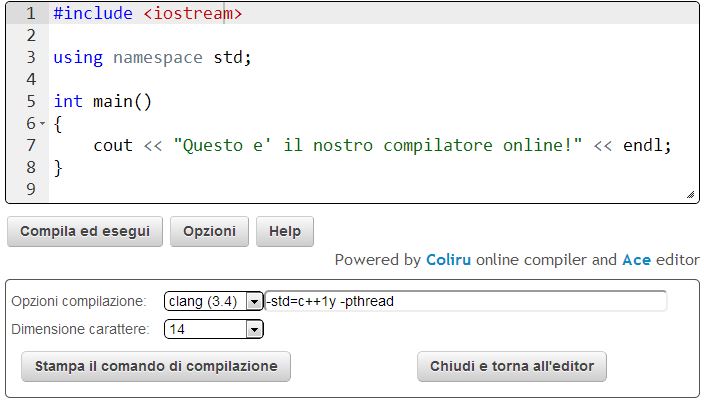 1 #include <iostream>
2
3 using namespace std;
4
5 int main()
6 {
7     cout << "Questo e' il nostro compilatore online!" << endl;
8 }
9
Compila ed esegui Opzioni Help
Powered by Coliru online compiler and Ace editor
Opzioni compilazione: clang (3.4) -std=c++1y -pthread
Dimensione carattere: 14
Stampa il comando di compilazione Chiudi e torna all'editor